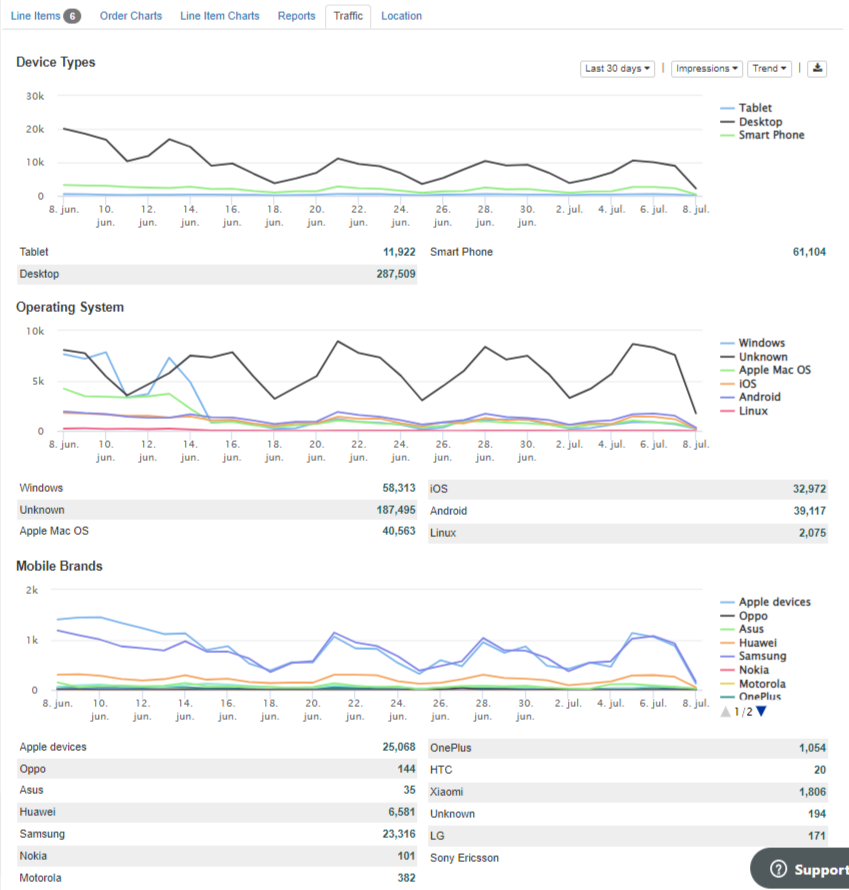 Line Items 6 Order Charts Line Item Charts Reports Traffic Location
Device Types
Last 30 days | Impressions Trend |
30k
20k
10k
0
8. jun. 10. jun. 12. jun. 14. jun. 16. jun. 18. jun. 20. jun. 22. jun. 24. jun. 26. jun. 28. jun. 30. jun. 2. jul. 4. jul. 6. jul. 8. jul.
Tablet
Desktop
Smart Phone
Tablet 11,922 Smart Phone 61,104
Desktop 287,509
Operating System
10k
5k
0
8. jun. 10. jun. 12. jun. 14. jun. 16. jun. 18. jun. 20. jun. 22. jun. 24. jun. 26. jun. 28. jun. 30. jun. 2. jul. 4. jul. 6. jul. 8. jul.
Windows
Unknown
Apple Mac OS
iOS
Android
Linux
Windows 58,313 iOS 32,972
Unknown 187,495 Android 39,117
Apple Mac OS 40,563 Linux 2,075
Mobile Brands
2k
1k
0
8. jun. 10. jun. 12. jun. 14. jun. 16. jun. 18. jun. 20. jun. 22. jun. 24. jun. 26. jun. 28. jun. 30. jun. 2. jul. 4. jul. 6. jul. 8. jul.
Apple devices
Oppo
Asus
Huawei
Samsung
Nokia
Motorola
OnePlus
1/2
Apple devices 25,068 OnePlus 1,054
Oppo 144 HTC 20
Asus 35 Xiaomi 1,806
Huawei 6,581 Unknown 194
Samsung 23,316 LG 171
Nokia 101 Sony Ericsson
Motorola 382
Support